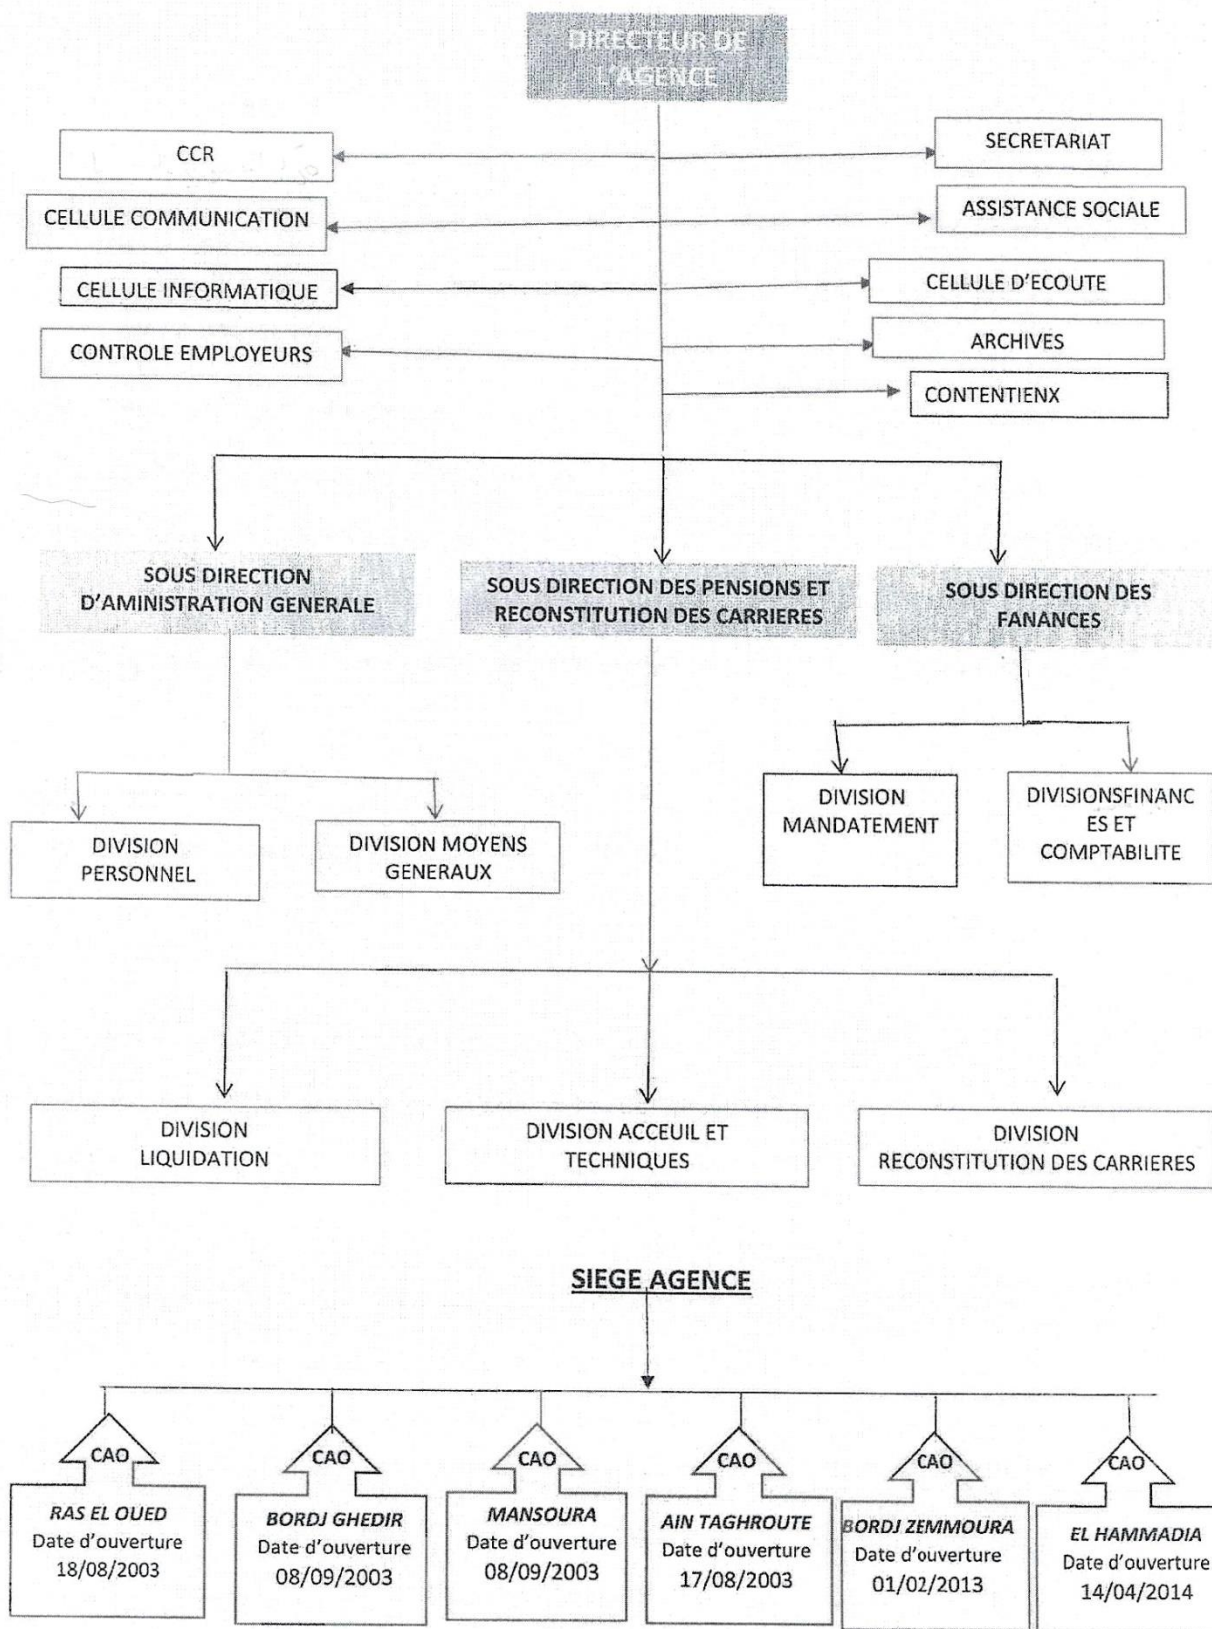 DIRECTEUR DE
L'AGENCE
CCR
SECRETARIAT
CELLULE COMMUNICATION
ASSISTANCE SOCIALE
CELLULE INFORMATIQUE
CELLULE D'ECOUTE
CONTROLE EMPLOYEURS
ARCHIVES
CONTENTIENX
SOUS DIRECTION
D'AMINISTRATION GENERALE
SOUS DIRECTION DES PENSIONS ET
RECONSTITUTION DES CARRIERES
SOUS DIRECTION DES
FANANCES
DIVISION
PERSONNEL
DIVISION MOYENS
GENERAUX
DIVISION
MANDATEMENT
DIVISIONSFINANC
ES ET
COMPTABILITE
DIVISION
LIQUIDATION
DIVISION ACCEUIL ET
TECHNIQUES
DIVISION
RECONSTITUTION DES CARRIERES
SIEGE AGENCE
CAO
RAS EL OUED
Date d'ouverture
18/08/2003
CAO
BORDJ GHEDIR
Date d'ouverture
08/09/2003
CAO
MANSOURA
Date d'ouverture
08/09/2003
CAO
AIN TAGHROUTE
Date d'ouverture
17/08/2003
CAO
BORDJ ZEMMOURA
Date d'ouverture
01/02/2013
CAO
EL HAMMADIA
Date d'ouverture
14/04/2014